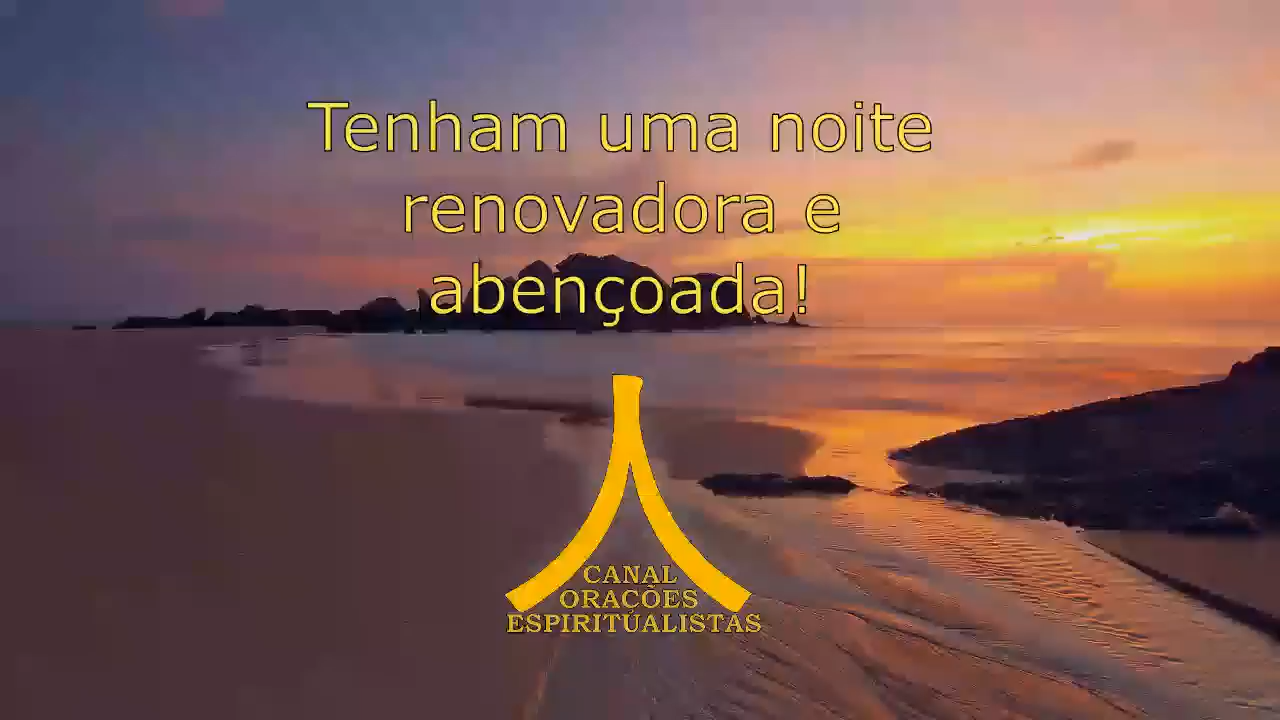 Tenham uma noite
renovadora e
abençoada!
CANAL
ORAÇÕES
ESPIRITUALISTAS